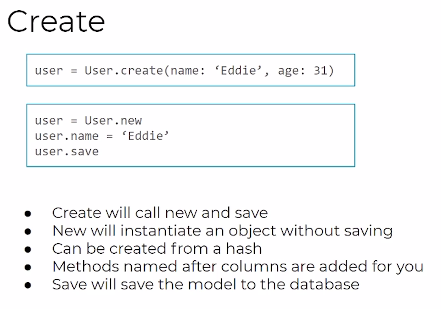 Create
user = User.create(name: ‘Eddie’, age: 31)
user = User.new
user.name = ‘Eddie’
user.save
● Create will call new and save
● New will instantiate an object without saving
● Can be created from a hash
● Methods named after columns are added for you
● Save will save the model to the database